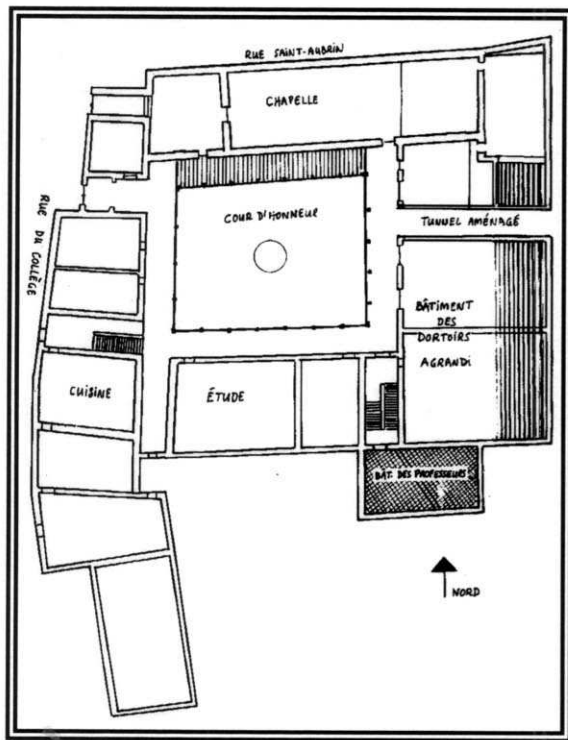 RUE SAINT-AUBRIN
CHAPELLE
RUE DU COLLÈGE
COUR D'HONNEUR
TUNNEL AMÉNAGÉ
BÂTIMENT
DES
DORTOIRS
AGRANDI
CUISINE
ÉTUDE
BÂT. DES PROFESSEURS
NORD